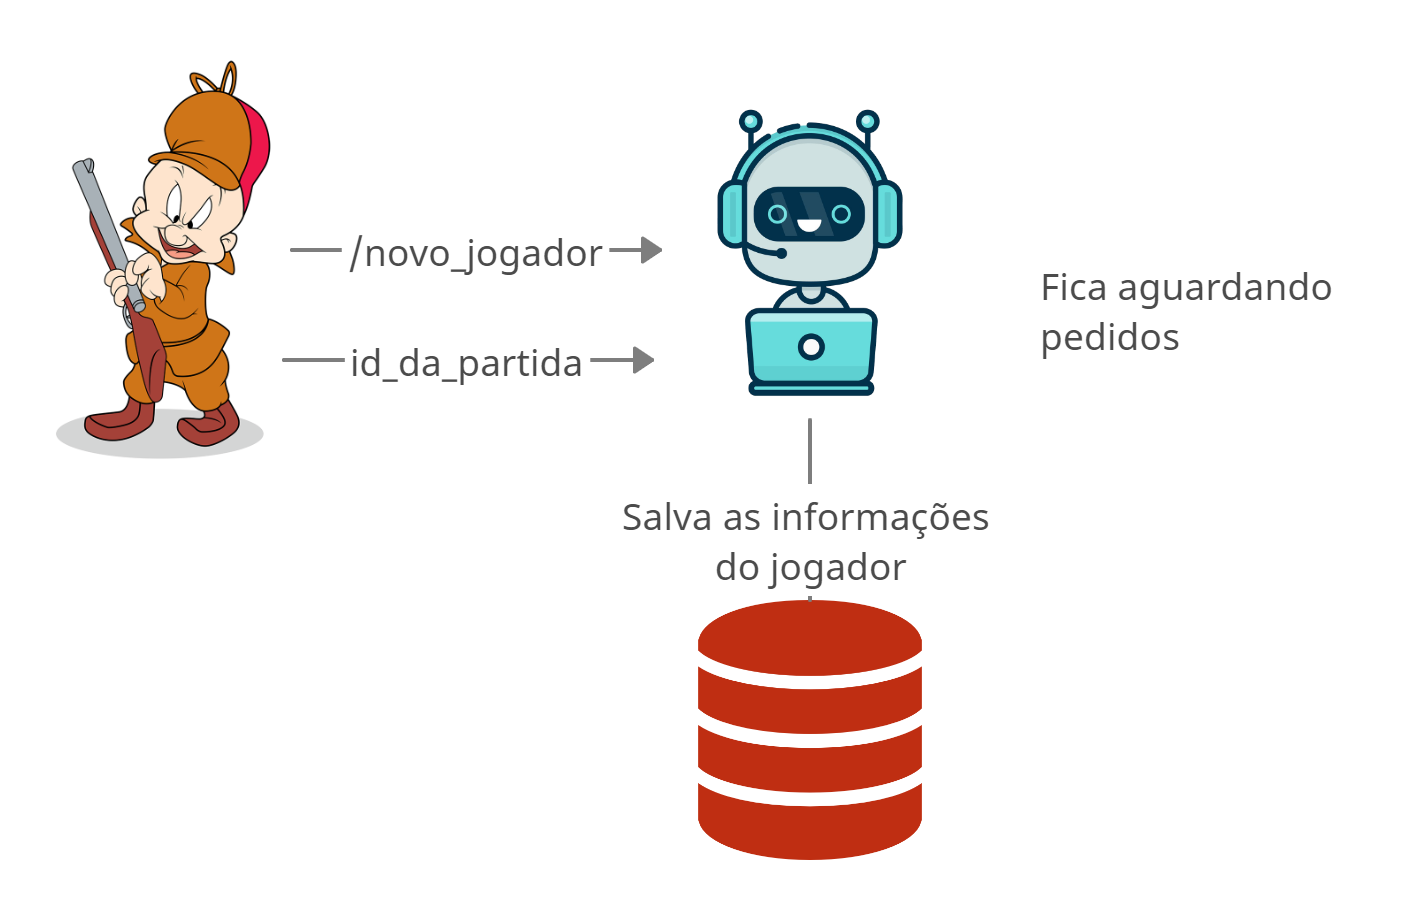 /novo_jogador
id_da_partida
Fica aguardando
pedidos
Salva as informações
do jogador